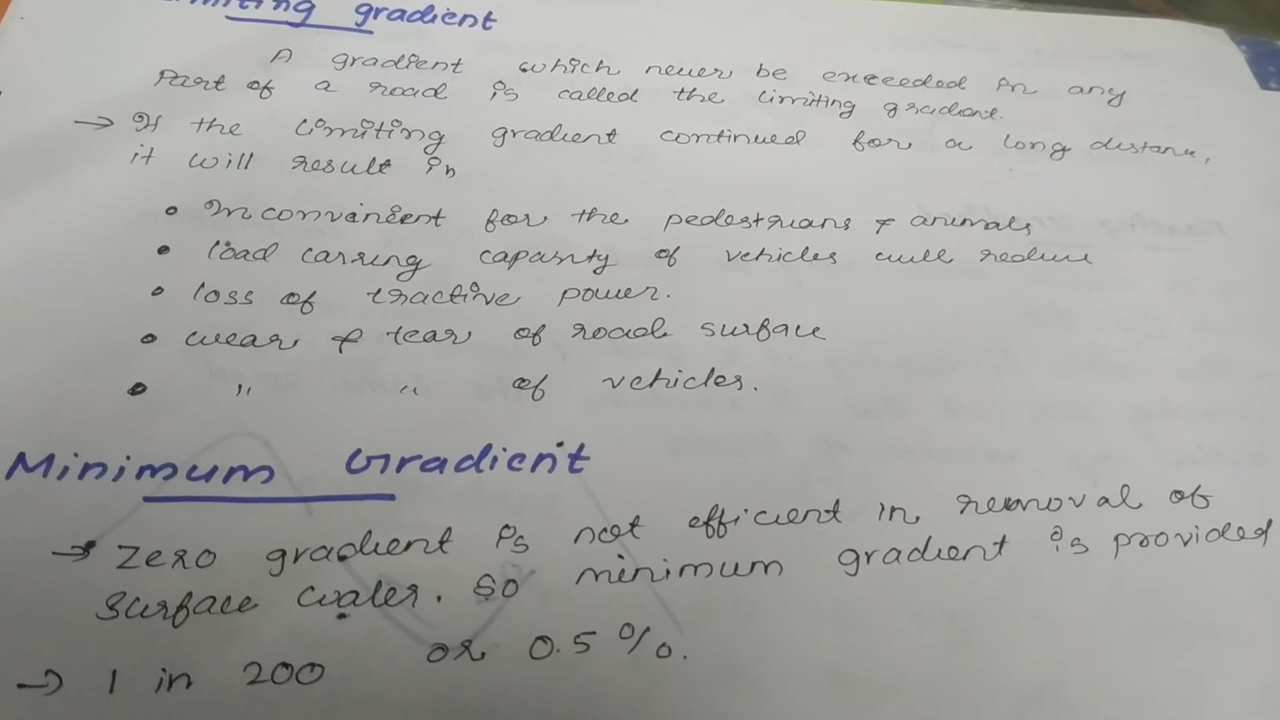 Limiting gradient
A gradient which never be exceeded in any
Part of a road is called the limiting gradient.
→ If the limiting gradient continued for a long distance,
it will result in
• Inconvinient for the pedestrians & animals
• load carring capasity of vehicles will reduce
• loss of tractive power.
• wear & tear of road surface
• " " of vehicles.
Minimum Gradient
→ Zero gradient is not efficient in removal of
surface water. So minimum gradient is provided
→ 1 in 200 or 0.5%.